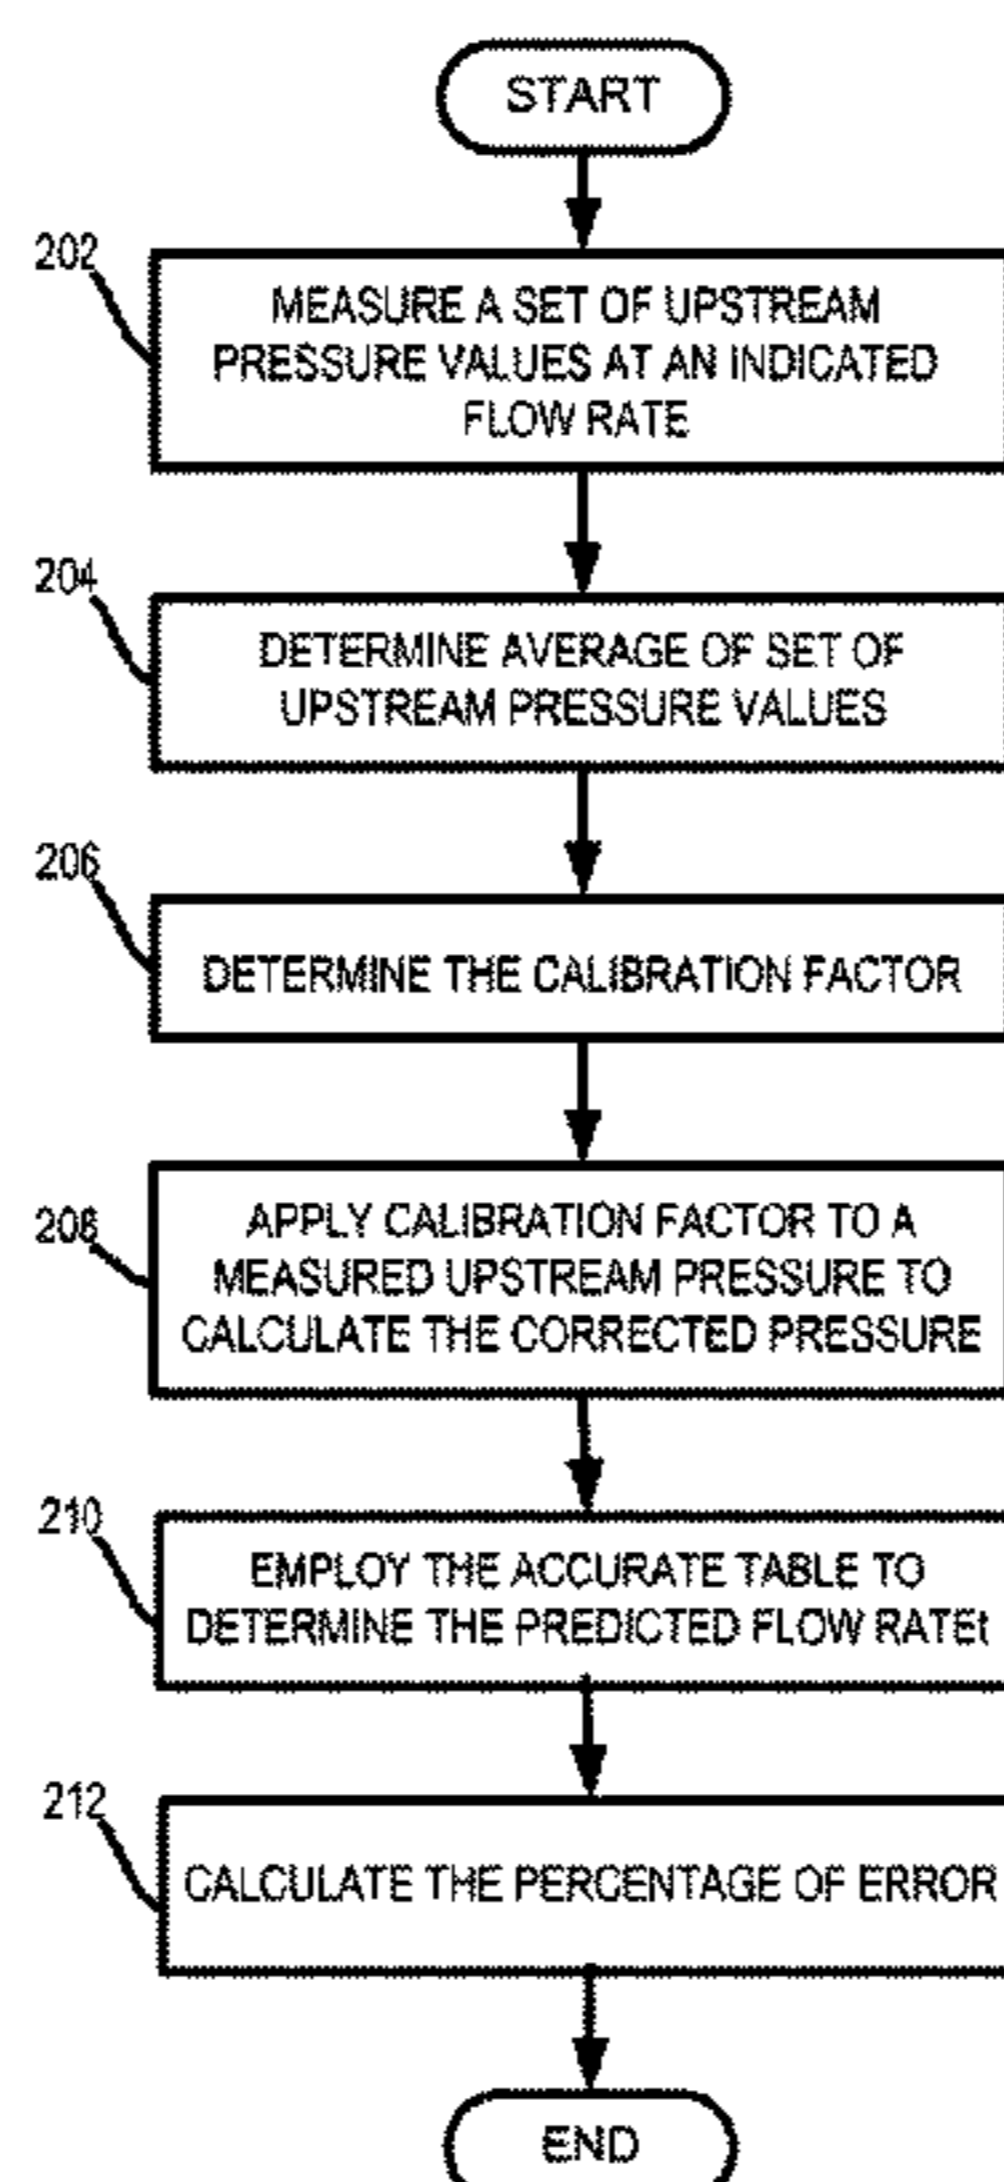 START
202
MEASURE A SET OF UPSTREAM
PRESSURE VALUES AT AN INDICATED
FLOW RATE
204
DETERMINE AVERAGE OF SET OF
UPSTREAM PRESSURE VALUES
206
DETERMINE THE CALIBRATION FACTOR
208
APPLY CALIBRATION FACTOR TO A
MEASURED UPSTREAM PRESSURE TO
CALCULATE THE CORRECTED PRESSURE
210
EMPLOY THE ACCURATE TABLE TO
DETERMINE THE PREDICTED FLOW RATEt
212
CALCULATE THE PERCENTAGE OF ERROR
END